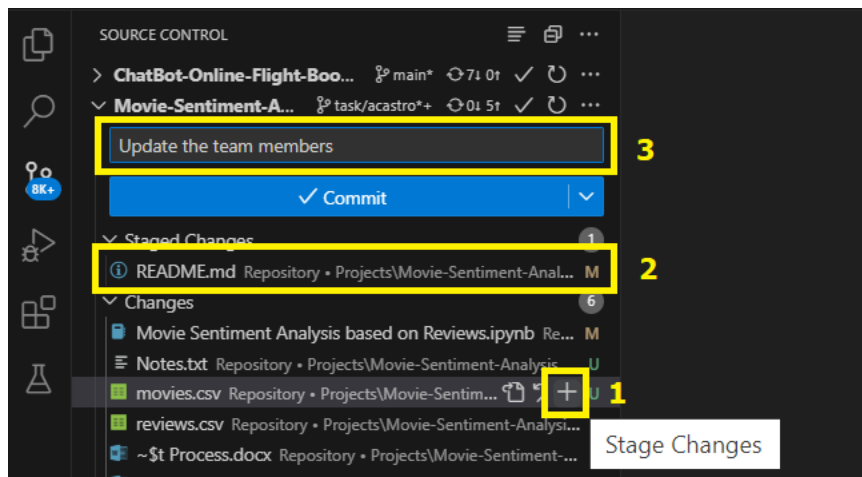 SOURCE CONTROL
ChatBot-Online-Flight-Boo... main* 7↓ 0↑
Movie-Sentiment-A... task/acastro*+ 0↓ 5↑
Update the team members
3
8K+
Commit
Staged Changes 1
README.md Repository • Projects\Movie-Sentiment-Anal... M
2
Changes 6
Movie Sentiment Analysis based on Reviews.ipynb Re... M
Notes.txt Repository • Projects\Movie-Sentiment-Analysis U
movies.csv Repository • Projects\Movie-Sentim... U
1
reviews.csv Repository • Projects\Movie-Sentiment-Analysi...
Stage Changes
~$t Process.docx Repository • Projects\Movie-Sentiment-...